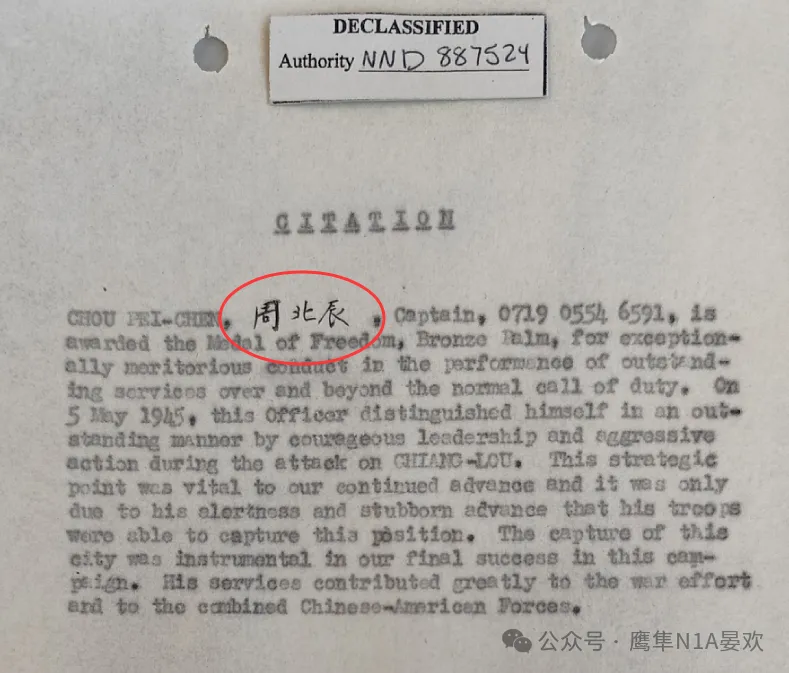 DECLASSIFIED
Authority NND 887524
CITATION
CHOU PEI-CHEN, 周北辰, Captain, 0719 0554 6591, is
awarded the Medal of Freedom, Bronze Palm, for exception-
ally meritorious conduct in the performance of outstand-
ing services over and beyond the normal call of duty. On
5 May 1945, this Officer distinguished himself in an out-
standing manner by courageous leadership and aggressive
action during the attack on CHIANG-LOU. This strategic
point was vital to our continued advance and it was only
due to his alertness and stubborn advance that his troops
were able to capture this position. The capture of this
city was instrumental in our final success in this cam-
paign. His services contributed greatly to the war effort
and to the combined Chinese-American Forces.
公众号 · 鹰隼N1A晏欢